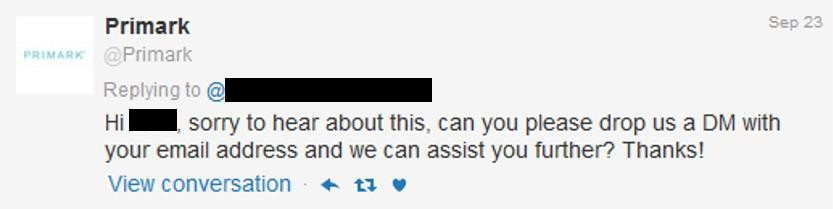 PRIMARK
Primark
@Primark
Sep 23
Replying to @
Hi , sorry to hear about this, can you please drop us a DM with
your email address and we can assist you further? Thanks!
View conversation ·